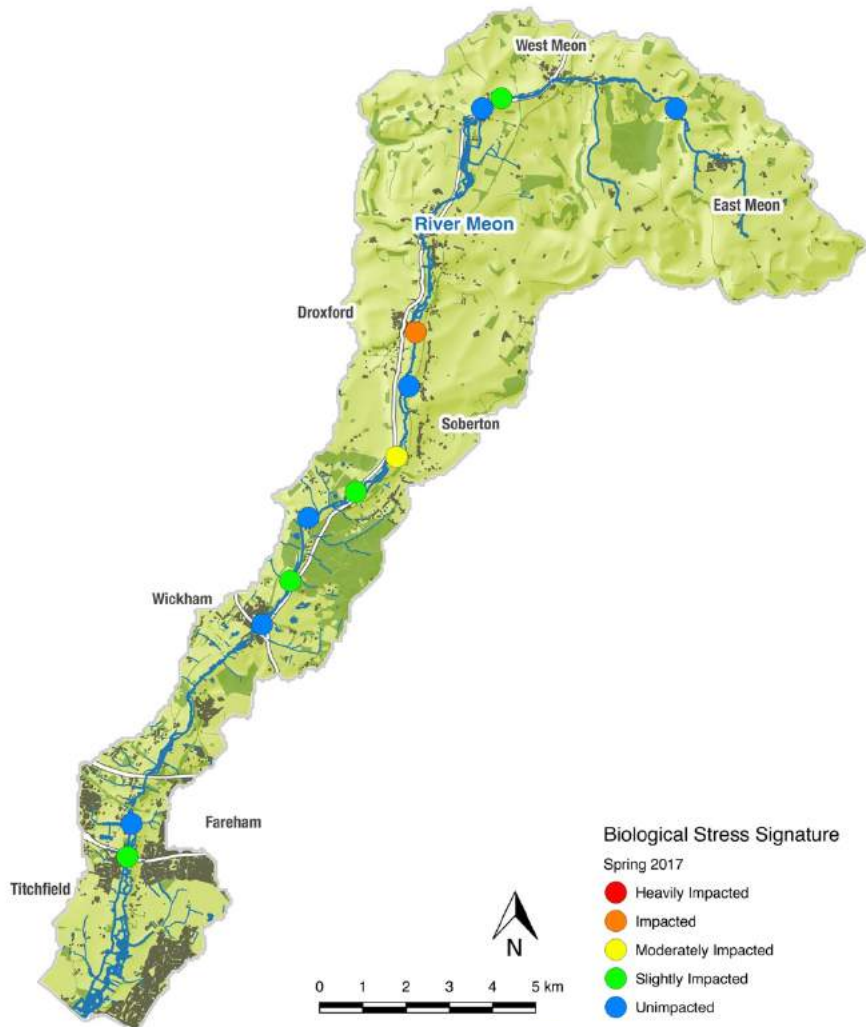 West Meon
East Meon
River Meon
Droxford
Soberton
Wickham
Fareham
Titchfield
Biological Stress Signature
Spring 2017
Heavily Impacted
Impacted
Moderately Impacted
Slightly Impacted
Unimpacted
N
0 1 2 3 4 5 km